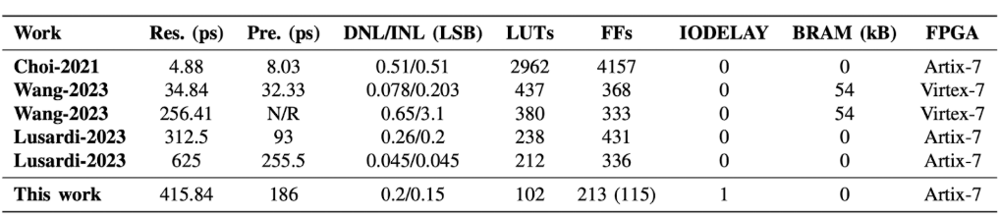 Work Res. (ps) Pre. (ps) DNL/INL (LSB) LUTs FFs IODELAY BRAM (kB) FPGA
Choi-2021 4.88 8.03 0.51/0.51 2962 4157 0 0 Artix-7
Wang-2023 34.84 32.33 0.078/0.203 437 368 0 54 Virtex-7
Wang-2023 256.41 N/R 0.65/3.1 380 333 0 54 Virtex-7
Lusardi-2023 312.5 93 0.26/0.2 238 431 0 0 Artix-7
Lusardi-2023 625 255.5 0.045/0.045 212 336 0 0 Artix-7
This work 415.84 186 0.2/0.15 102 213 (115) 1 0 Artix-7